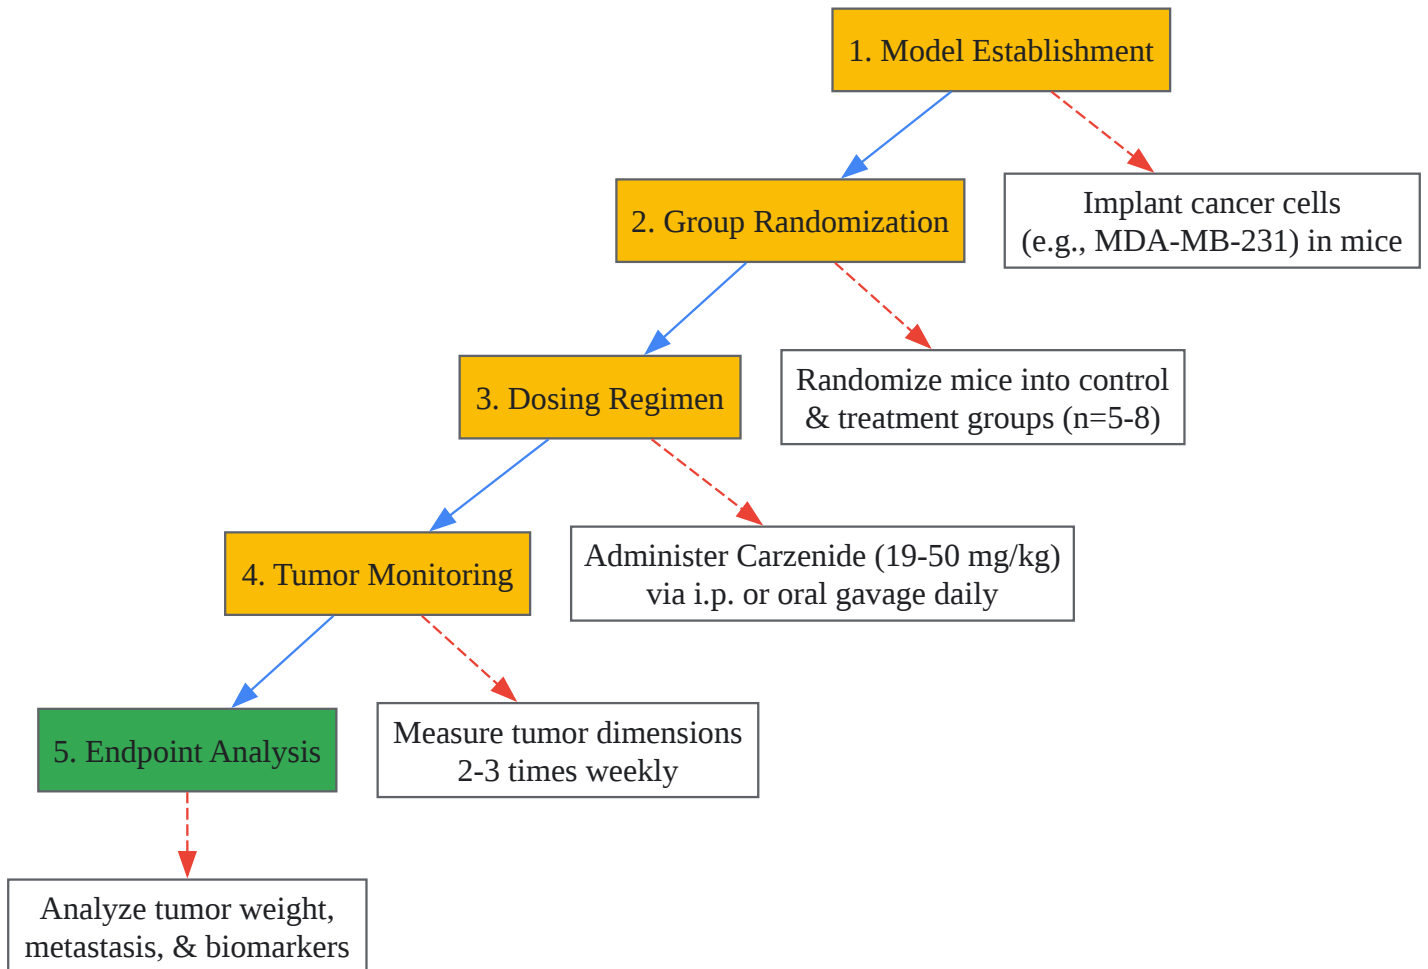 1. Model Establishment
Implant cancer cells
(e.g., MDA-MB-231) in mice
2. Group Randomization
Randomize mice into control
& treatment groups (n=5-8)
3. Dosing Regimen
Administer Carzenide (19-50 mg/kg)
via i.p. or oral gavage daily
4. Tumor Monitoring
Measure tumor dimensions
2-3 times weekly
5. Endpoint Analysis
Analyze tumor weight,
metastasis, & biomarkers